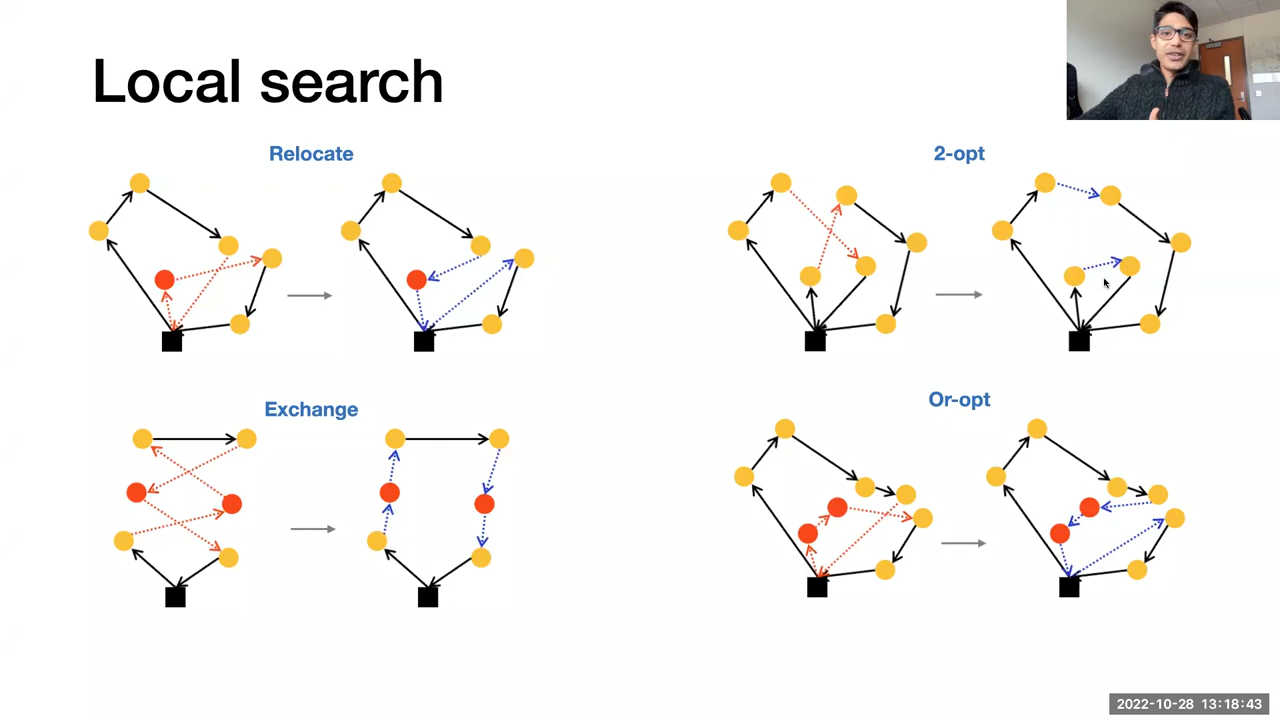 Local search
Relocate
2-opt
Exchange
Or-opt
2022-10-28 13:18:43